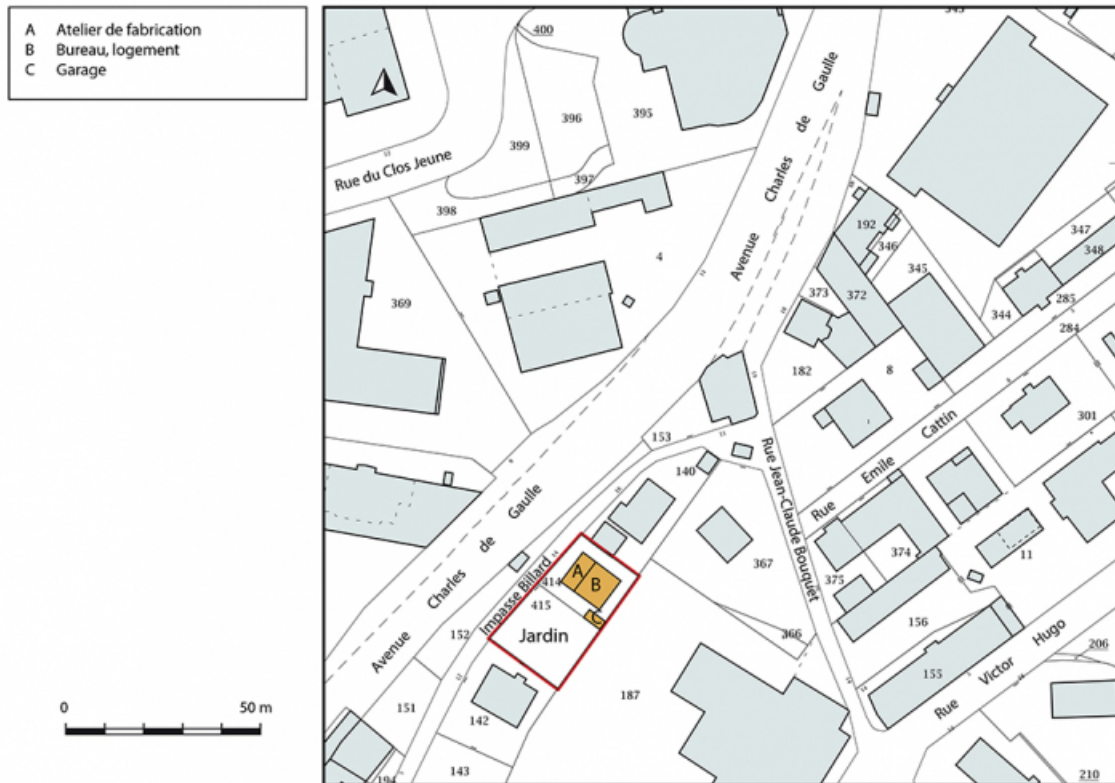 A Atelier de fabrication
B Bureau, logement
C Garage
0 50 m
400
395
396
399
397
398
Rue du Clos Jeune
Avenue Charles de Gaulle
4
369
192
346
347
348
345
373
372
344
285
284
182
8
301
153
140
Rue Emile Cattin
Rue Jean-Claude Bouquet
367
374
11
375
A
B
C
414
415
Impasse Billard
Jardin
Avenue Charles de Gaulle
152
366
156
155
Rue Victor Hugo
206
187
151
142
143
194
210